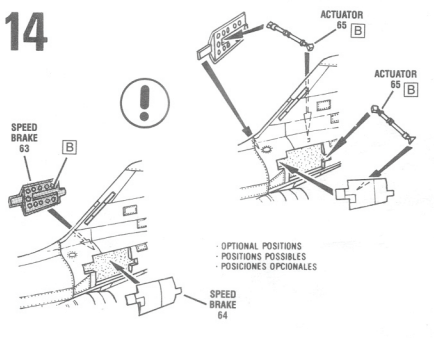 14
ACTUATOR
65 B
ACTUATOR
65 B
SPEED
BRAKE
63
B
· OPTIONAL POSITIONS
· POSITIONS POSSIBLES
· POSICIONES OPCIONALES
SPEED
BRAKE
64